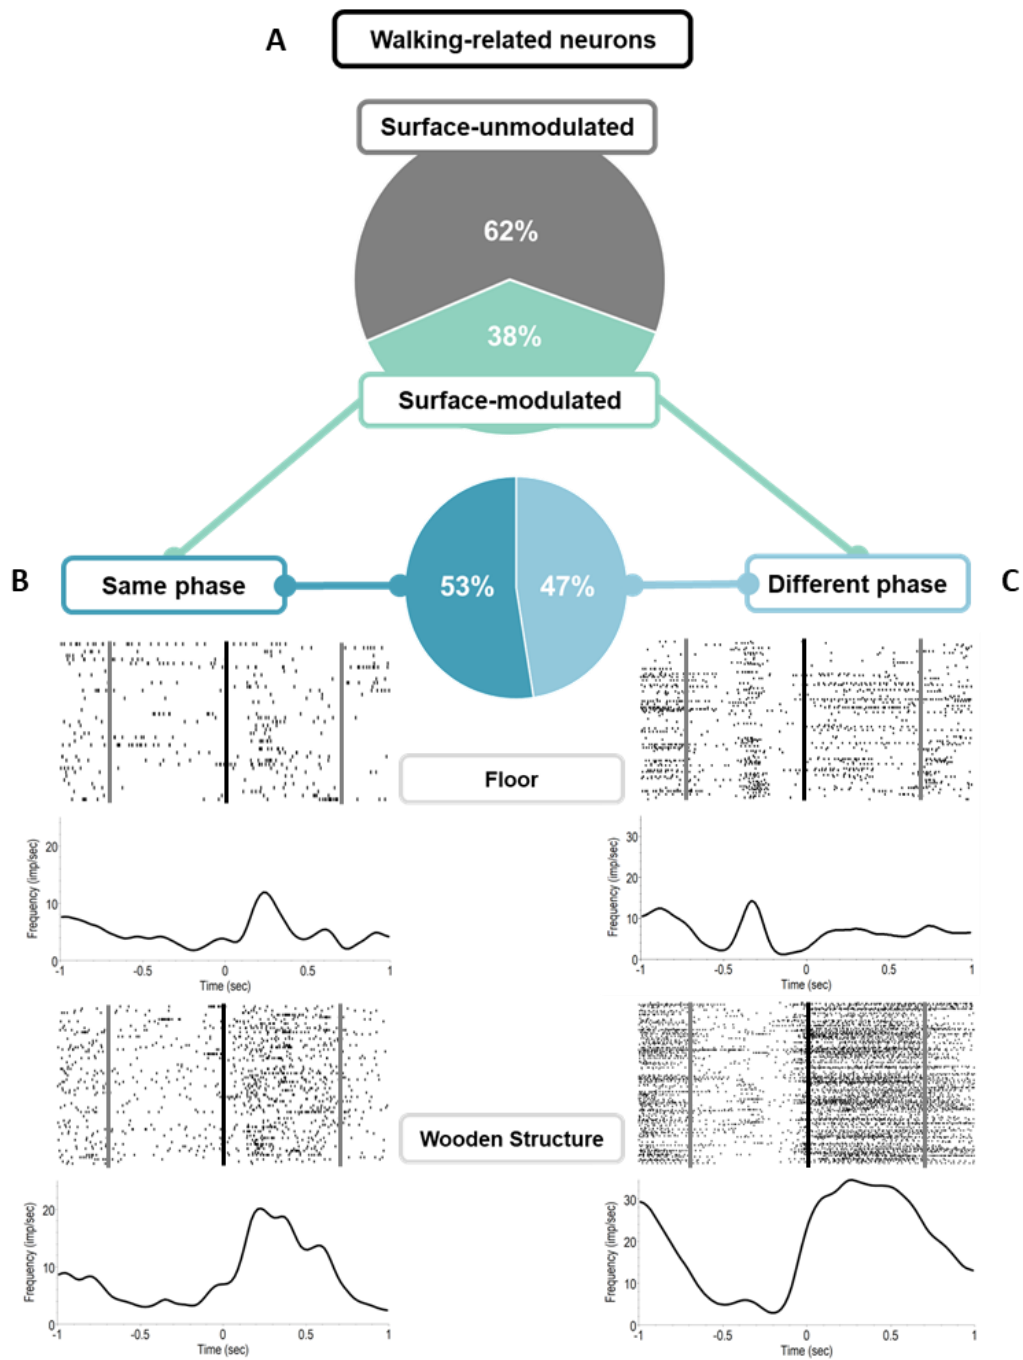 A
Walking-related neurons
Surface-unmodulated
62%
38%
Surface-modulated
B
Same phase
53%
47%
Different phase
C
Floor
Frequency (imp/sec)
20
10
0
-1
-0.5
0
0.5
1
Time (sec)
Frequency (imp/sec)
30
20
10
0
-1
-0.5
0
0.5
1
Time (sec)
Wooden Structure
Frequency (imp/sec)
20
10
0
-1
-0.5
0
0.5
1
Time (sec)
Frequency (imp/sec)
30
20
10
0
-1
-0.5
0
0.5
1
Time (sec)